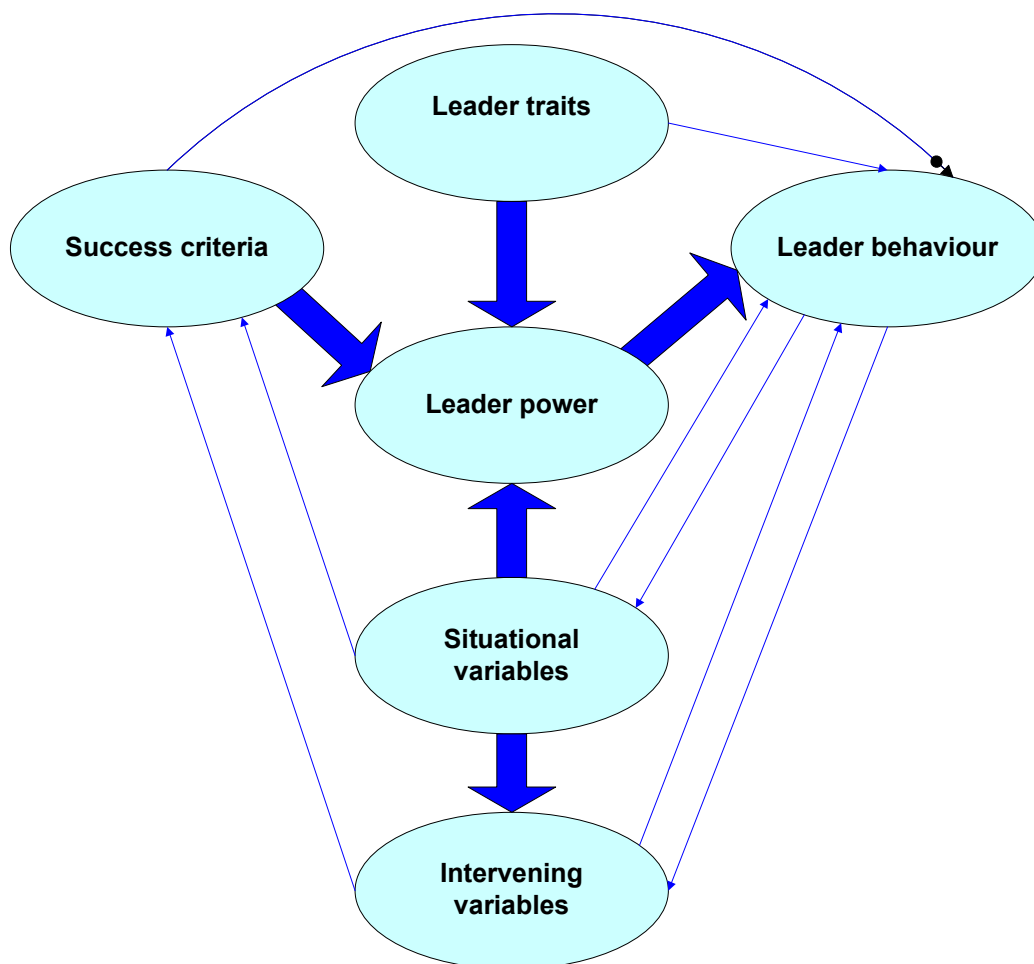 Leader traits
Success criteria
Leader behaviour
Leader power
Situational
variables
Intervening
variables